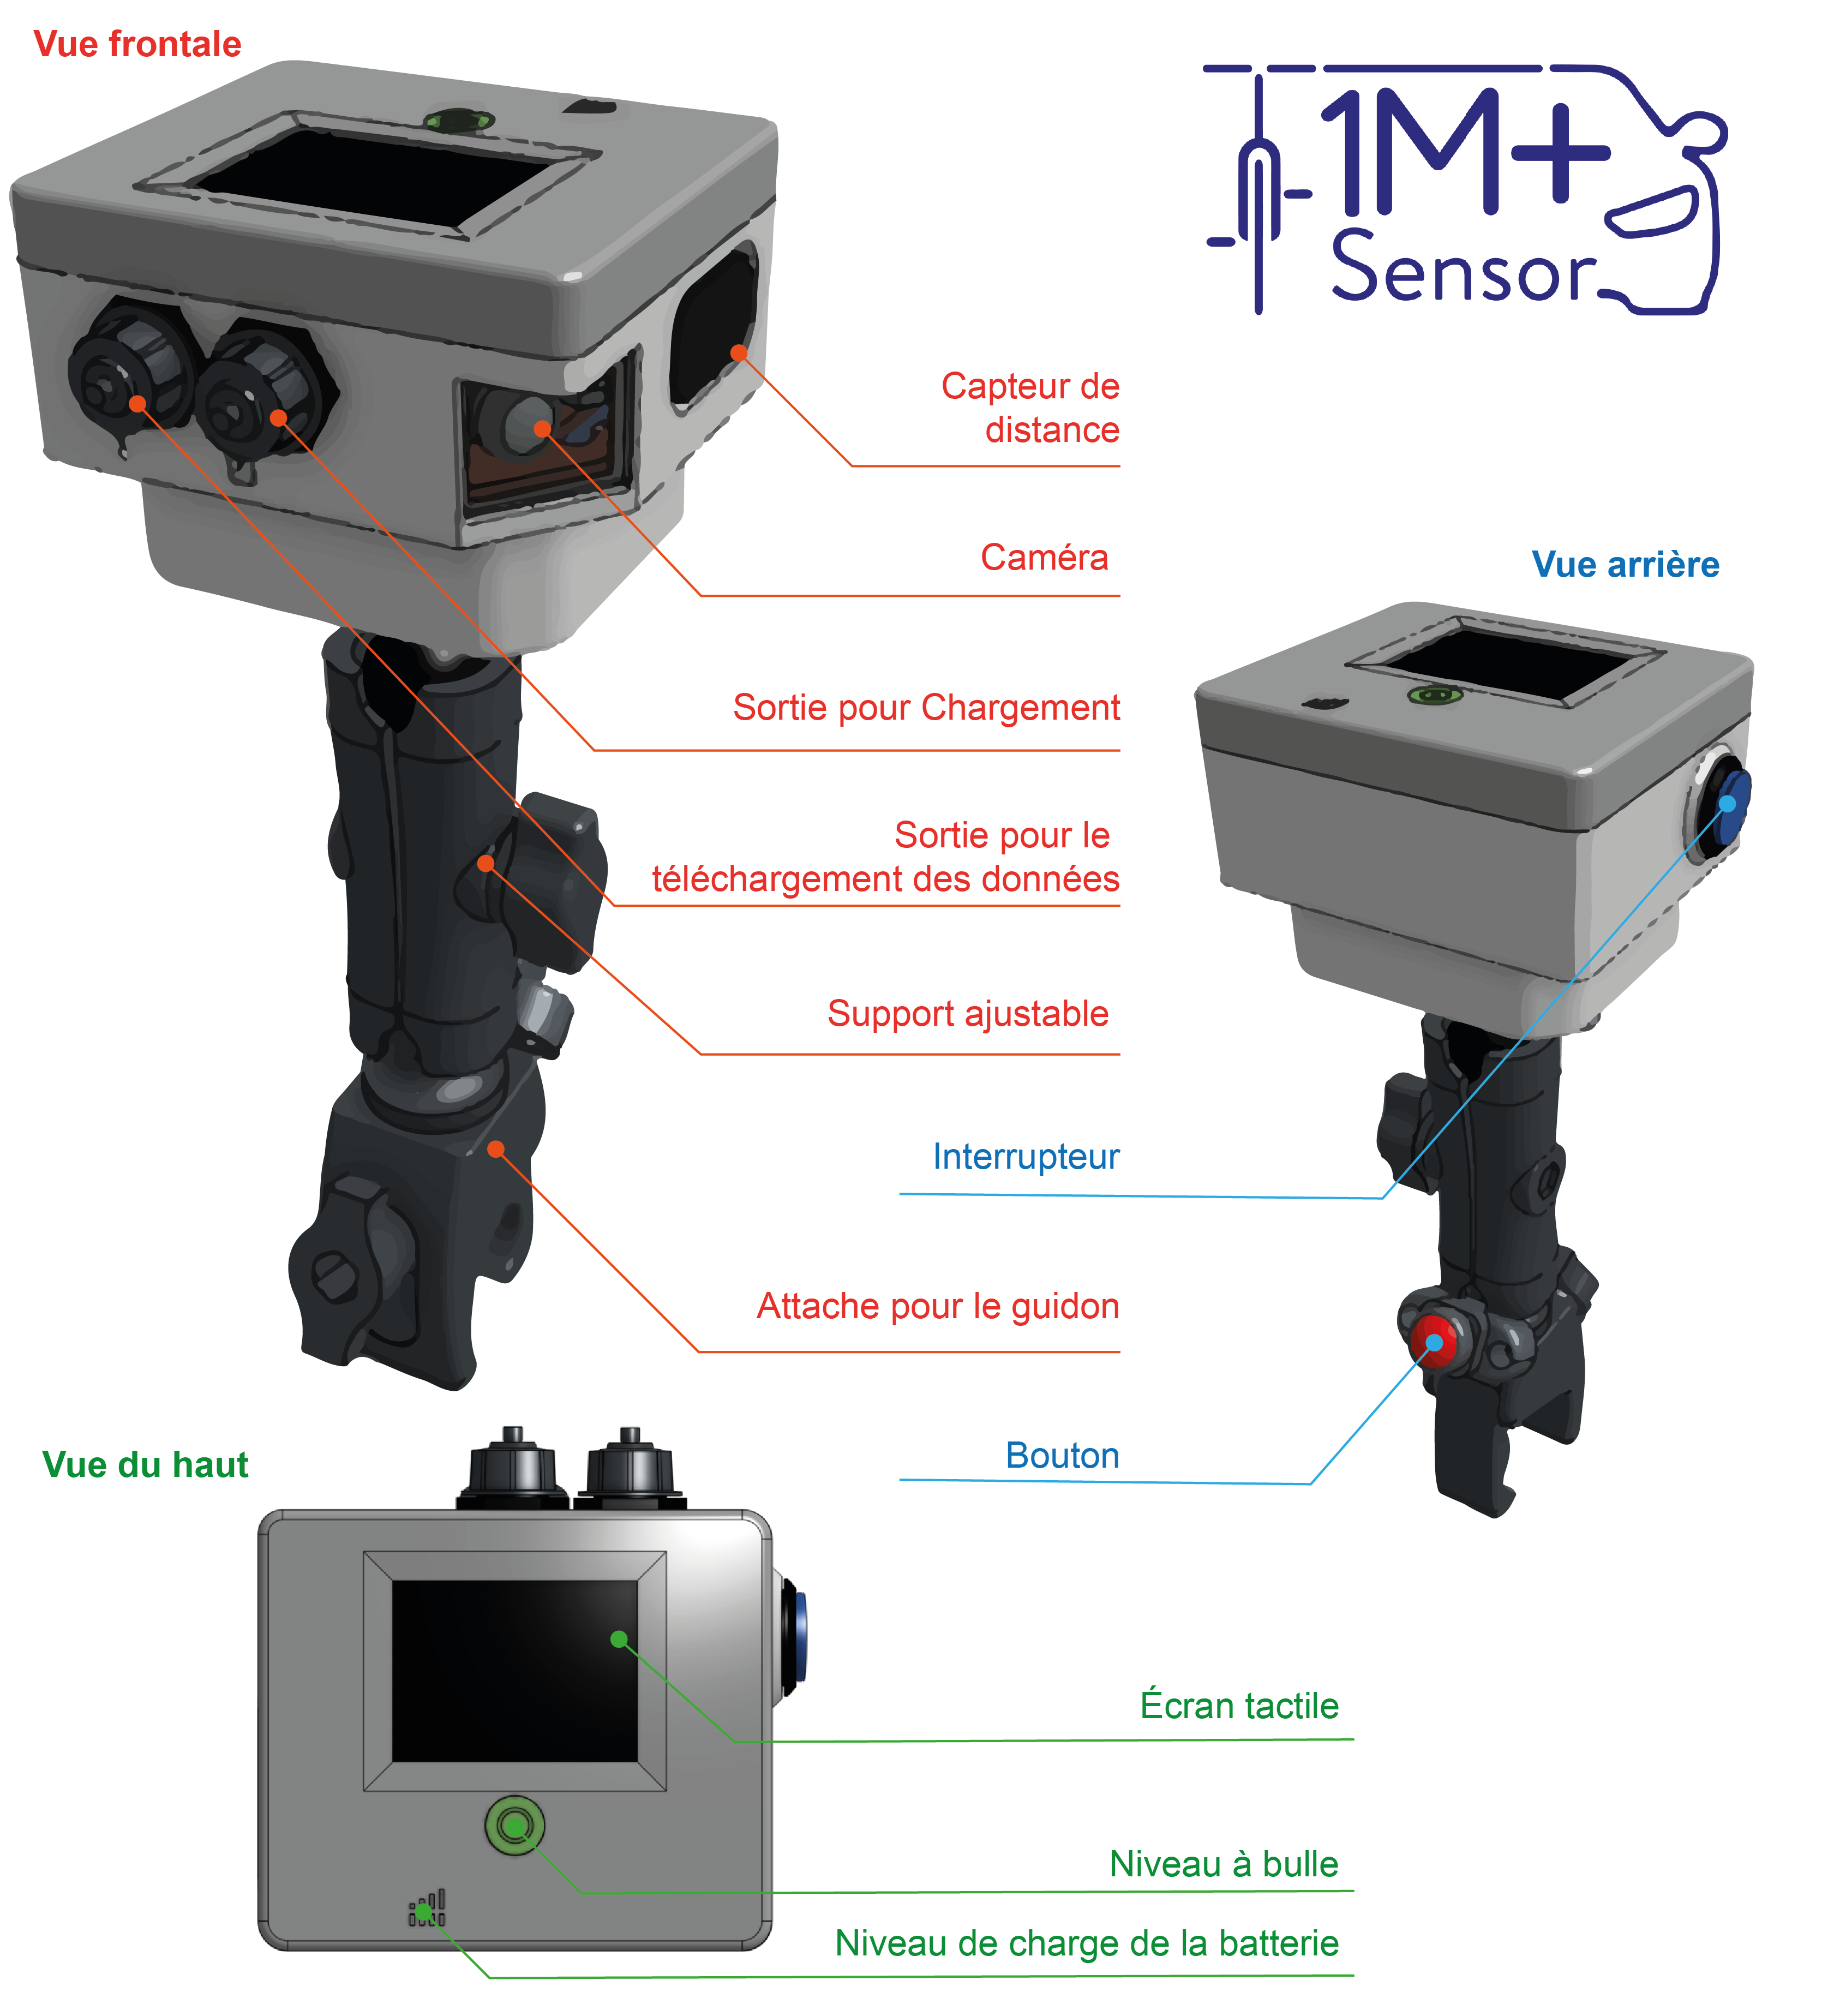 Vue frontale
1M+
Sensor
Capteur de
distance
Caméra
Vue arrière
Sortie pour Chargement
Sortie pour le
téléchargement des données
Support ajustable
Interrupteur
Attache pour le guidon
Bouton
Vue du haut
Écran tactile
Niveau à bulle
Niveau de charge de la batterie